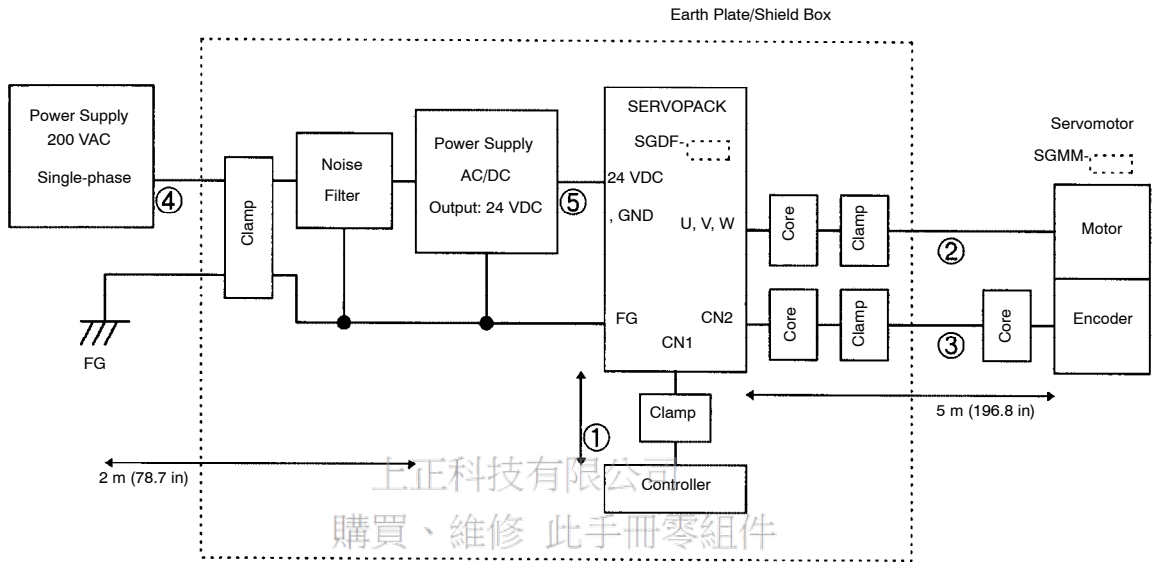 Earth Plate/Shield Box
Power Supply
200 VAC
Single-phase
④
FG
Clamp
Noise
Filter
Power Supply
AC/DC
Output: 24 VDC
⑤
SERVOPACK
SGDF-
24 VDC
, GND
U, V, W
FG
CN2
CN1
Core
Clamp
②
Core
Clamp
③
Core
Servomotor
SGMM-
Motor
Encoder
5 m (196.8 in)
①
Clamp
Controller
2 m (78.7 in)
上正科技有限公司
購買、維修 此手冊零組件